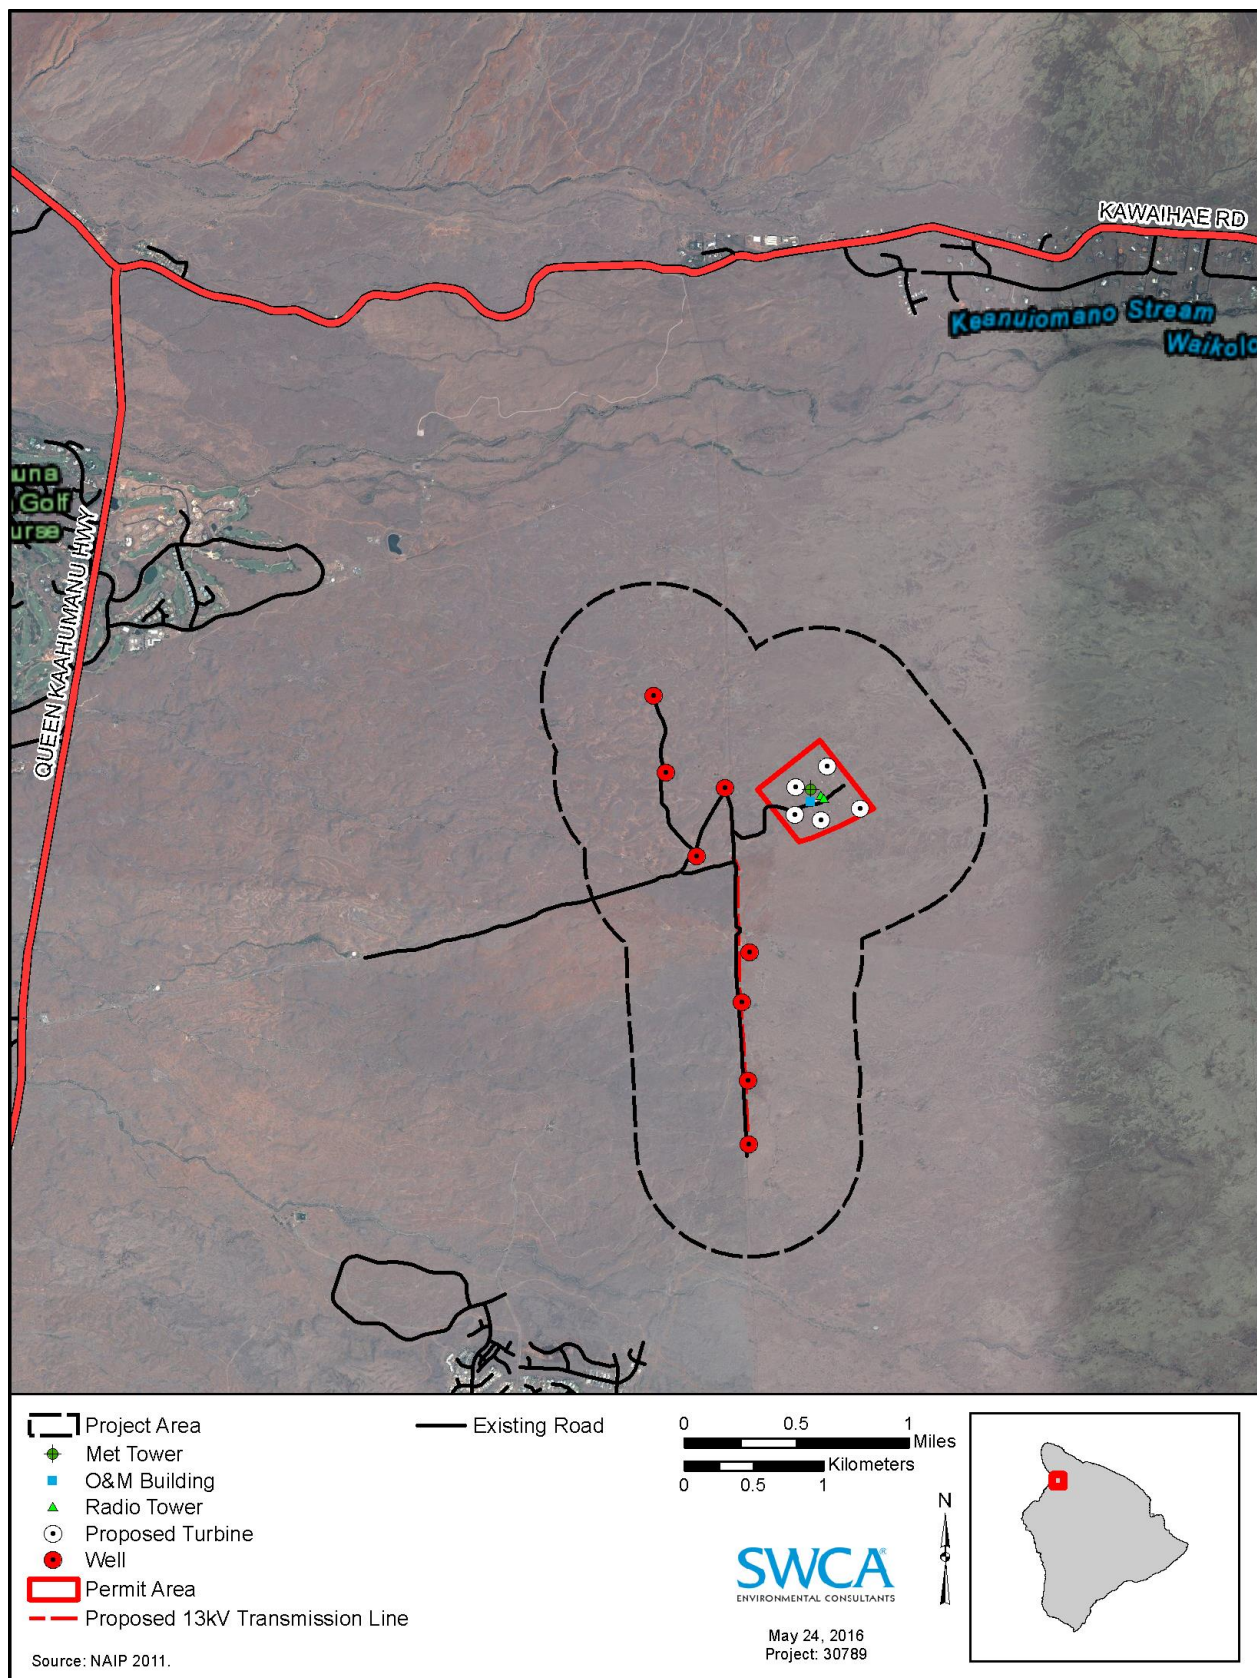 KAWAIHAE RD
Keanuiomano Stream
Waikolo
una
Golf
urse
QUEEN KAAHUMANU HWY
Project Area
Met Tower
O&M Building
Radio Tower
Proposed Turbine
Well
Permit Area
Proposed 13kV Transmission Line
Existing Road
0 0.5 1
Miles
Kilometers
0 0.5 1
N
SWCA®
ENVIRONMENTAL CONSULTANTS
May 24, 2016
Project: 30789
Source: NAIP 2011.